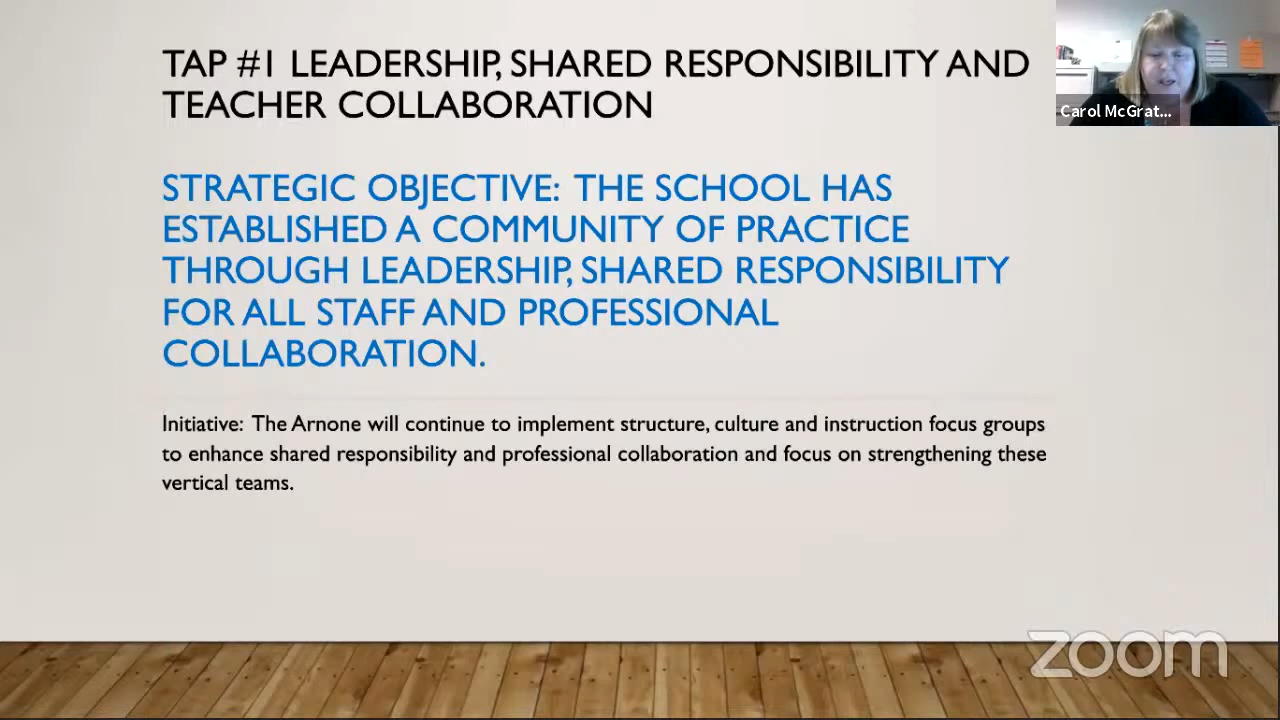 TAP #1 LEADERSHIP, SHARED RESPONSIBILITY AND
TEACHER COLLABORATION
STRATEGIC OBJECTIVE: THE SCHOOL HAS
ESTABLISHED A COMMUNITY OF PRACTICE
THROUGH LEADERSHIP, SHARED RESPONSIBILITY
FOR ALL STAFF AND PROFESSIONAL
COLLABORATION.
Initiative: The Arnone will continue to implement structure, culture and instruction focus groups
to enhance shared responsibility and professional collaboration and focus on strengthening these
vertical teams.
Carol McGrat...
zoom